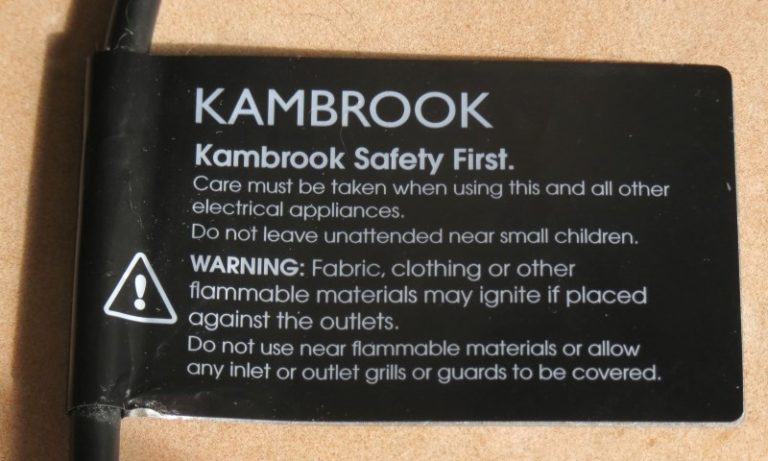 KAMBROOK
Kambrook Safety First.
Care must be taken when using this and all other
electrical appliances.
Do not leave unattended near small children.
WARNING: Fabric, clothing or other
flammable materials may ignite if placed
against the outlets.
Do not use near flammable materials or allow
any inlet or outlet grills or guards to be covered.